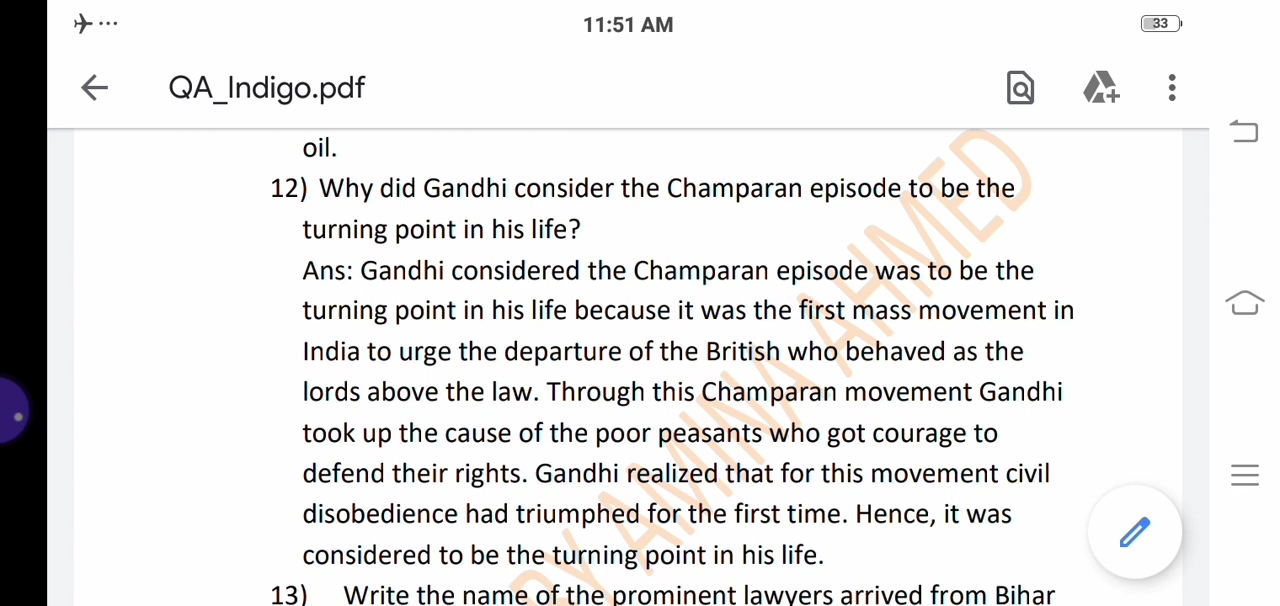 11:51 AM
33
QA_Indigo.pdf
oil.
12) Why did Gandhi consider the Champaran episode to be the
turning point in his life?
Ans: Gandhi considered the Champaran episode was to be the
turning point in his life because it was the first mass movement in
India to urge the departure of the British who behaved as the
lords above the law. Through this Champaran movement Gandhi
took up the cause of the poor peasants who got courage to
defend their rights. Gandhi realized that for this movement civil
disobedience had triumphed for the first time. Hence, it was
considered to be the turning point in his life.
13) Write the name of the prominent lawyers arrived from Bihar
BY AMINA AHMED